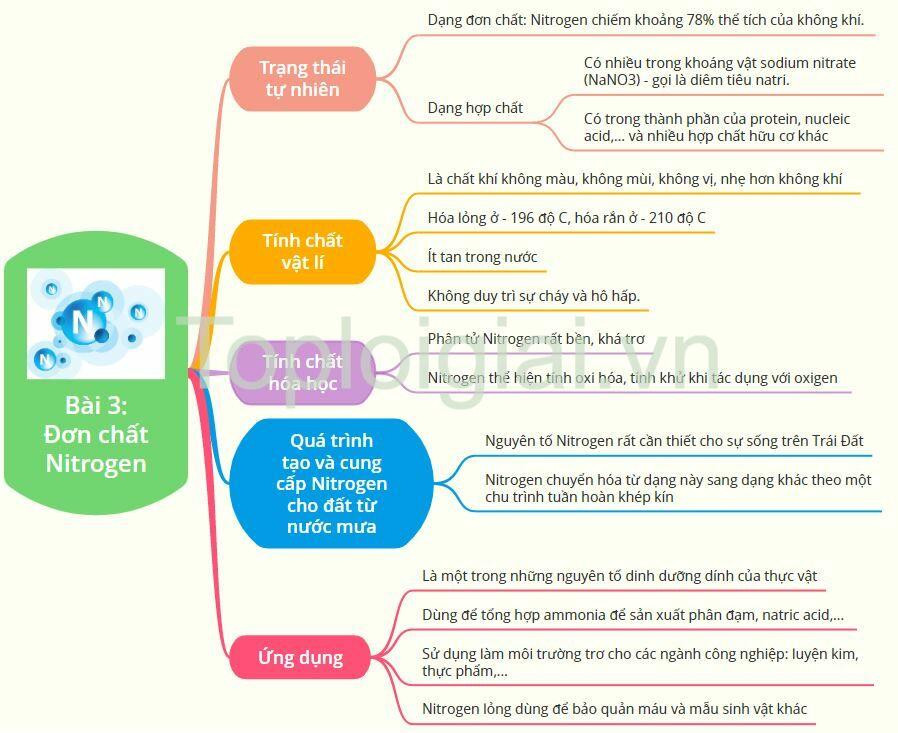 Bài 3:
Đơn chất
Nitrogen
N
N
N
N
N
Trạng thái
tự nhiên
Dạng đơn chất: Nitrogen chiếm khoảng 78% thể tích của không khí.
Dạng hợp chất
Có nhiều trong khoáng vật sodium nitrate
(NaNO3) - gọi là diêm tiêu natri.
Có trong thành phần của protein, nucleic
acid,... và nhiều hợp chất hữu cơ khác
Tính chất
vật lí
Là chất khí không màu, không mùi, không vị, nhẹ hơn không khí
Hóa lỏng ở - 196 độ C, hóa rắn ở - 210 độ C
Ít tan trong nước
Không duy trì sự cháy và hô hấp.
Toploigiai.vn
Tính chất
hóa học
Phân tử Nitrogen rất bền, khá trơ
Nitrogen thể hiện tính oxi hóa, tính khử khi tác dụng với oxigen
Quá trình
tạo và cung
cấp Nitrogen
cho đất từ
nước mưa
Nguyên tố Nitrogen rất cần thiết cho sự sống trên Trái Đất
Nitrogen chuyển hóa từ dạng này sang dạng khác theo một
chu trình tuần hoàn khép kín
Ứng dụng
Là một trong những nguyên tố dinh dưỡng dính của thực vật
Dùng để tổng hợp ammonia để sản xuất phân đạm, natric acid,...
Sử dụng làm môi trường trơ cho các ngành công nghiệp: luyện kim,
thực phẩm,...
Nitrogen lỏng dùng để bảo quản máu và mẫu sinh vật khác